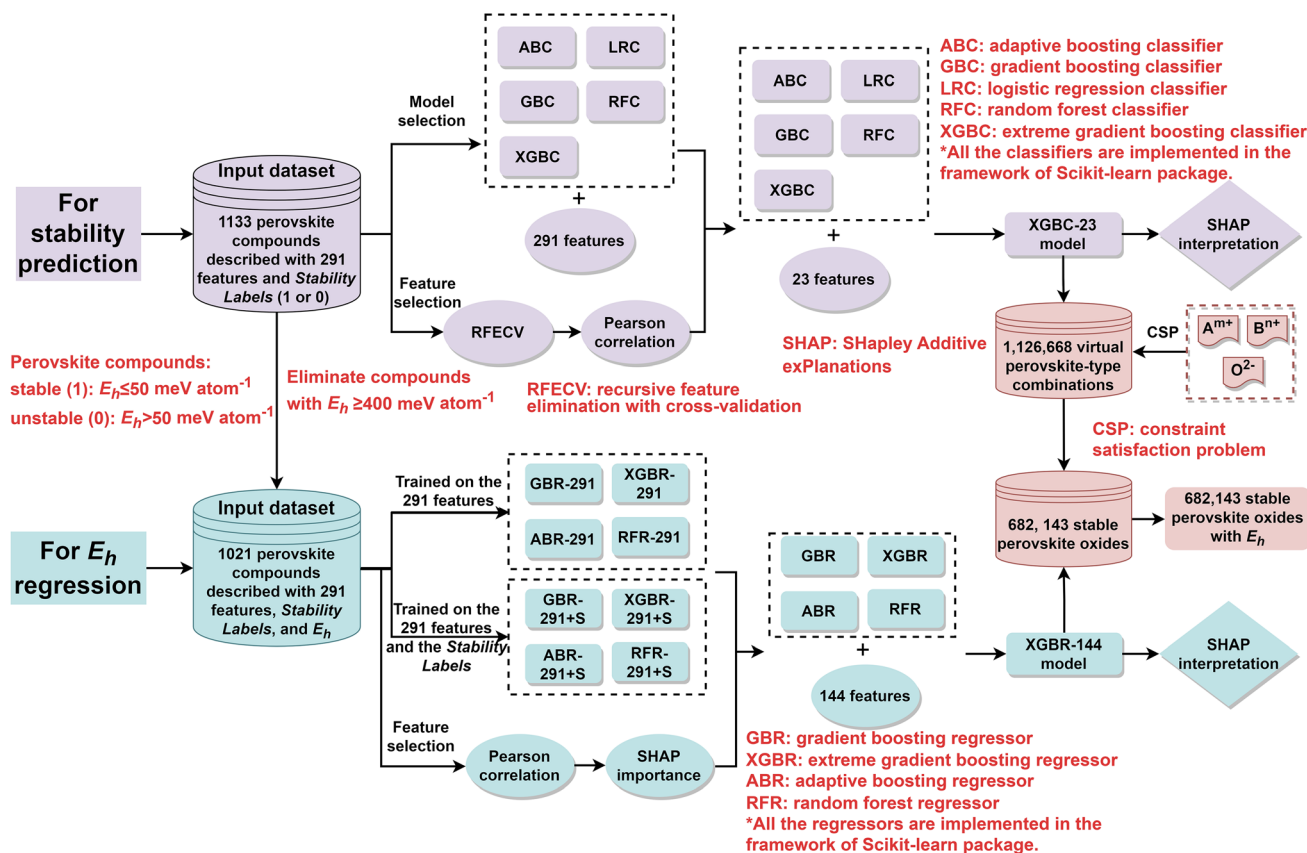 For
stability
prediction
Input dataset
1133 perovskite
compounds
described with 291
features and Stability
Labels (1 or 0)
Model
selection
ABC
LRC
GBC
RFC
XGBC
+
291 features
Feature
selection
RFECV
Pearson
correlation
RFECV: recursive feature
elimination with cross-validation
ABC
LRC
GBC
RFC
XGBC
+
23 features
SHAP: SHapley Additive
exPlanations
ABC: adaptive boosting classifier
GBC: gradient boosting classifier
LRC: logistic regression classifier
RFC: random forest classifier
XGBC: extreme gradient boosting classifier
*All the classifiers are implemented in the
framework of Scikit-learn package.
XGBC-23
model
SHAP
interpretation
1,126,668 virtual
perovskite-type
combinations
CSP
A^m+
B^n+
O^2-
CSP: constraint
satisfaction problem
682, 143 stable
perovskite oxides
682,143 stable
perovskite oxides
with E_h
Perovskite compounds:
stable (1): E_h≤50 meV atom^-1
unstable (0): E_h>50 meV atom^-1
Eliminate compounds
with E_h ≥400 meV atom^-1
For E_h
regression
Input dataset
1021 perovskite
compounds
described with 291
features, Stability
Labels, and E_h
Trained on the
291 features
GBR-291
XGBR-
291
ABR-291
RFR-291
Trained on the
291 features
and the Stability
Labels
GBR-
291+S
XGBR-
291+S
ABR-
291+S
RFR-
291+S
Feature
selection
Pearson
correlation
SHAP
importance
GBR
XGBR
ABR
RFR
+
144 features
XGBR-144
model
SHAP
interpretation
GBR: gradient boosting regressor
XGBR: extreme gradient boosting regressor
ABR: adaptive boosting regressor
RFR: random forest regressor
*All the regressors are implemented in the
framework of Scikit-learn package.